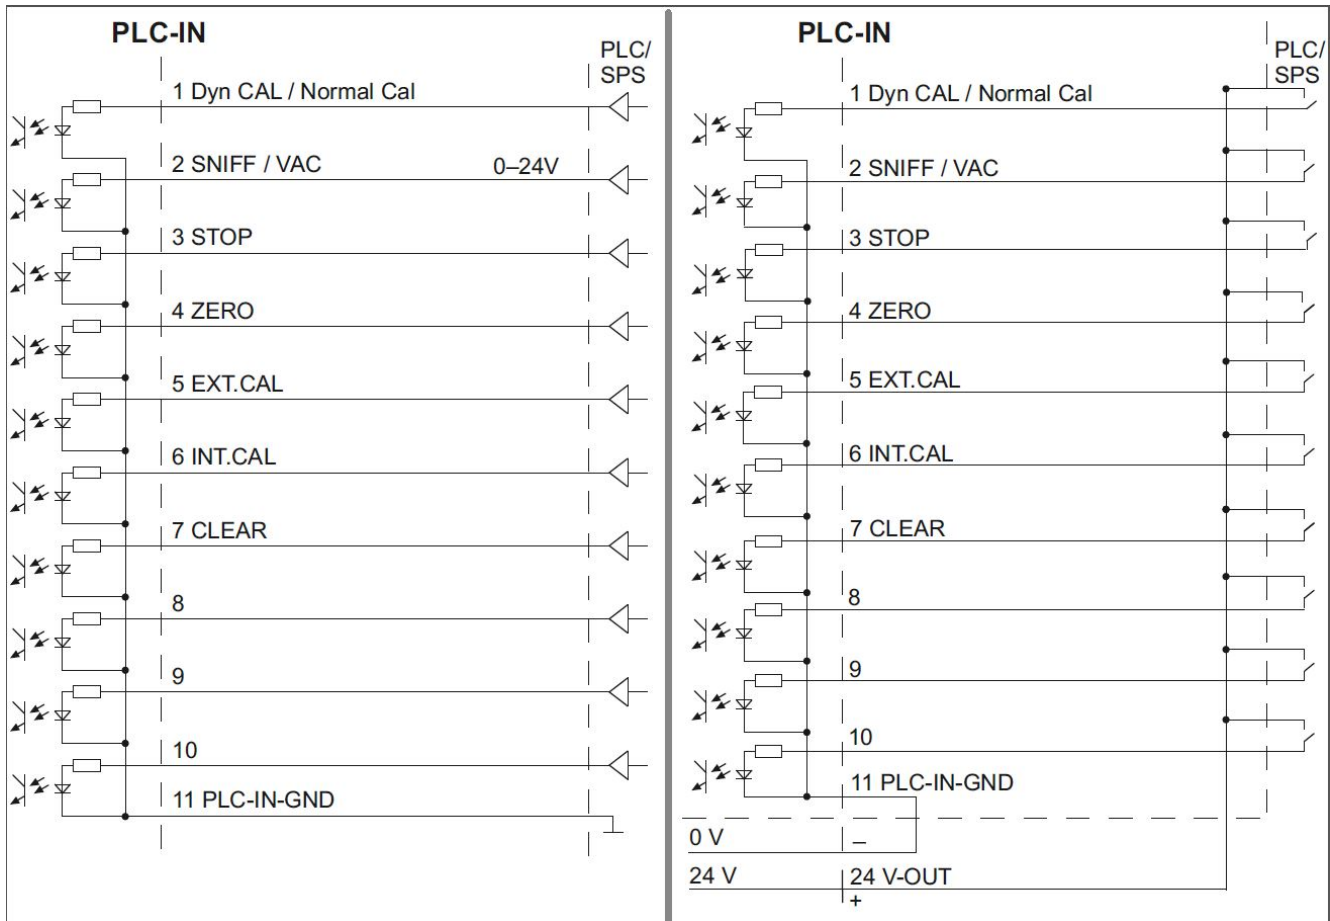 PLC-IN
PLC/
SPS
1 Dyn CAL / Normal Cal
2 SNIFF / VAC
0–24V
3 STOP
4 ZERO
5 EXT.CAL
6 INT.CAL
7 CLEAR
8
9
10
11 PLC-IN-GND
PLC-IN
PLC/
SPS
1 Dyn CAL / Normal Cal
2 SNIFF / VAC
3 STOP
4 ZERO
5 EXT.CAL
6 INT.CAL
7 CLEAR
8
9
10
11 PLC-IN-GND
0 V
–
24 V
24 V-OUT
+